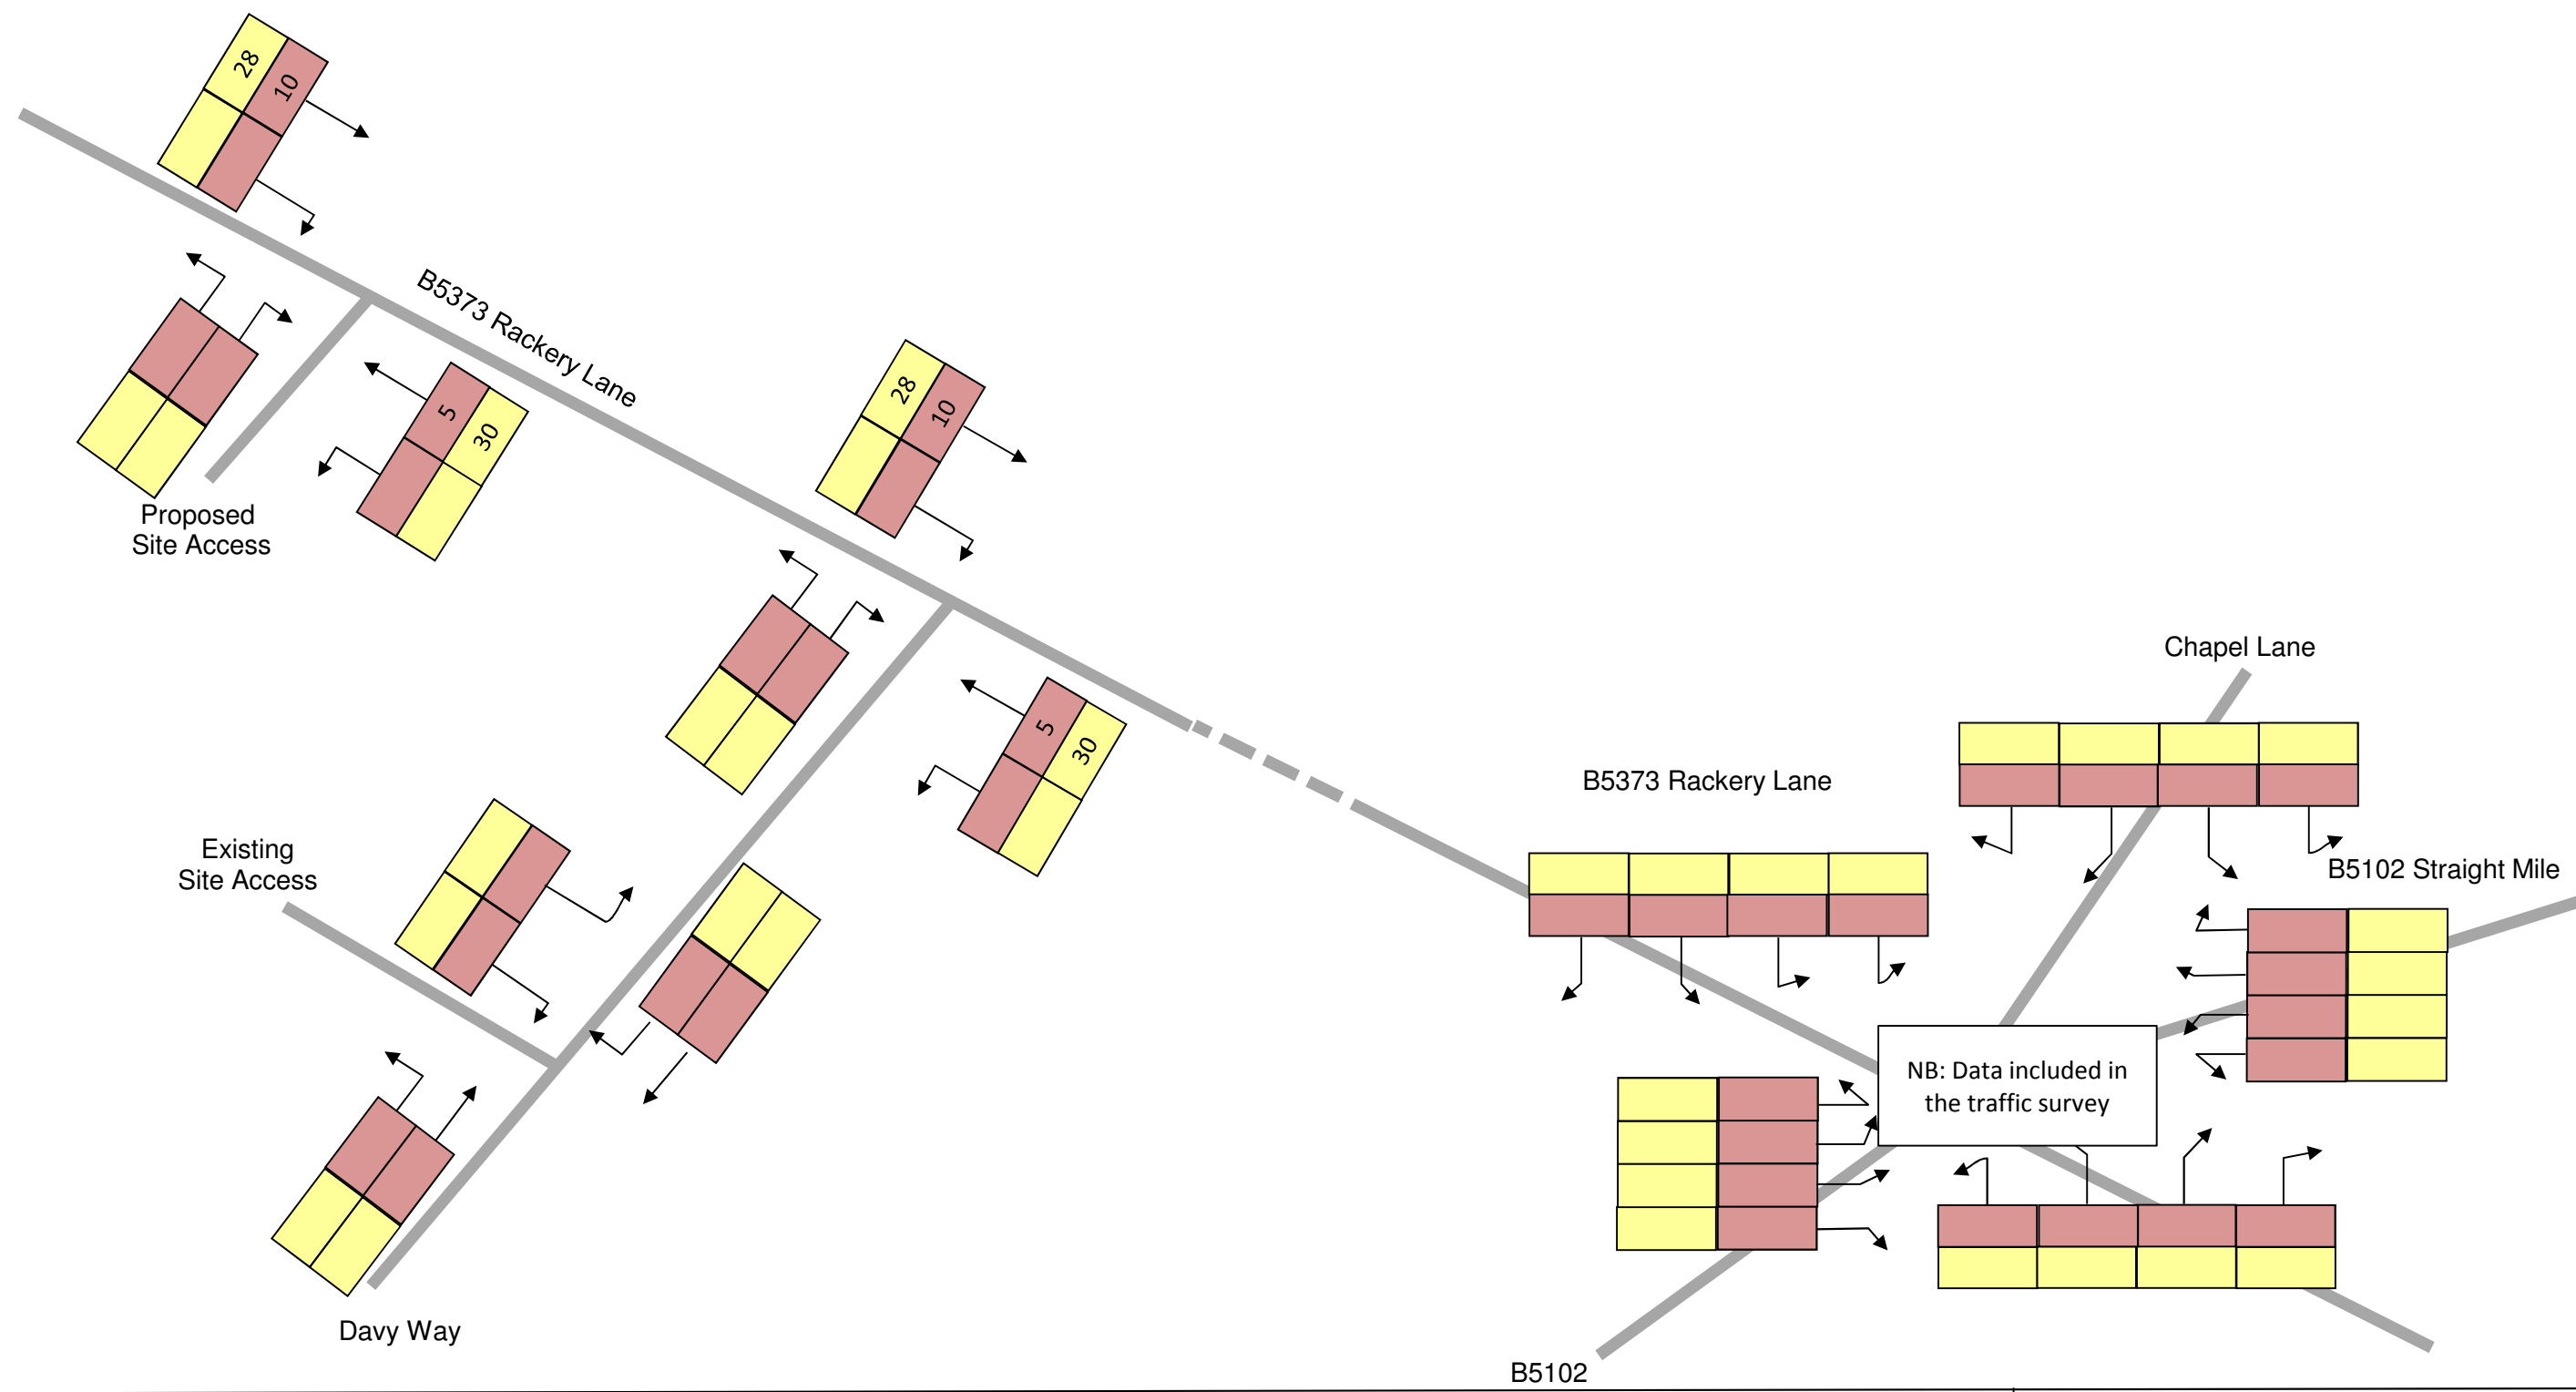 28
10
B5373 Rackery Lane
5
30
Proposed
Site Access
28
10
5
30
Chapel Lane
B5373 Rackery Lane
Existing
Site Access
B5102 Straight Mile
NB: Data included in
the traffic survey
Davy Way
B5102